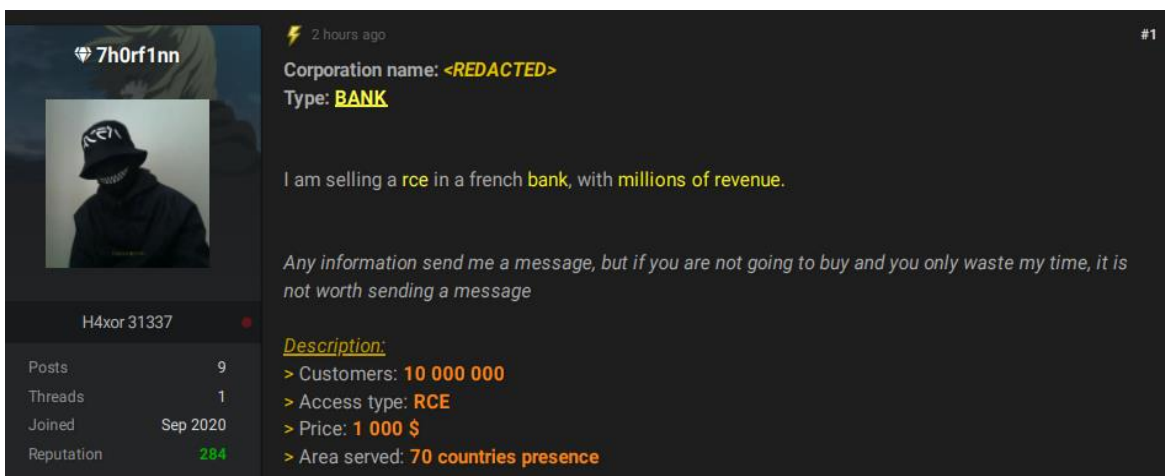 7h0rf1nn
H4xor 31337
Posts 9
Threads 1
Joined Sep 2020
Reputation 284
2 hours ago #1
Corporation name: <REDACTED>
Type: BANK
I am selling a rce in a french bank, with millions of revenue.
Any information send me a message, but if you are not going to buy and you only waste my time, it is
not worth sending a message
Description:
> Customers: 10 000 000
> Access type: RCE
> Price: 1 000 $
> Area served: 70 countries presence